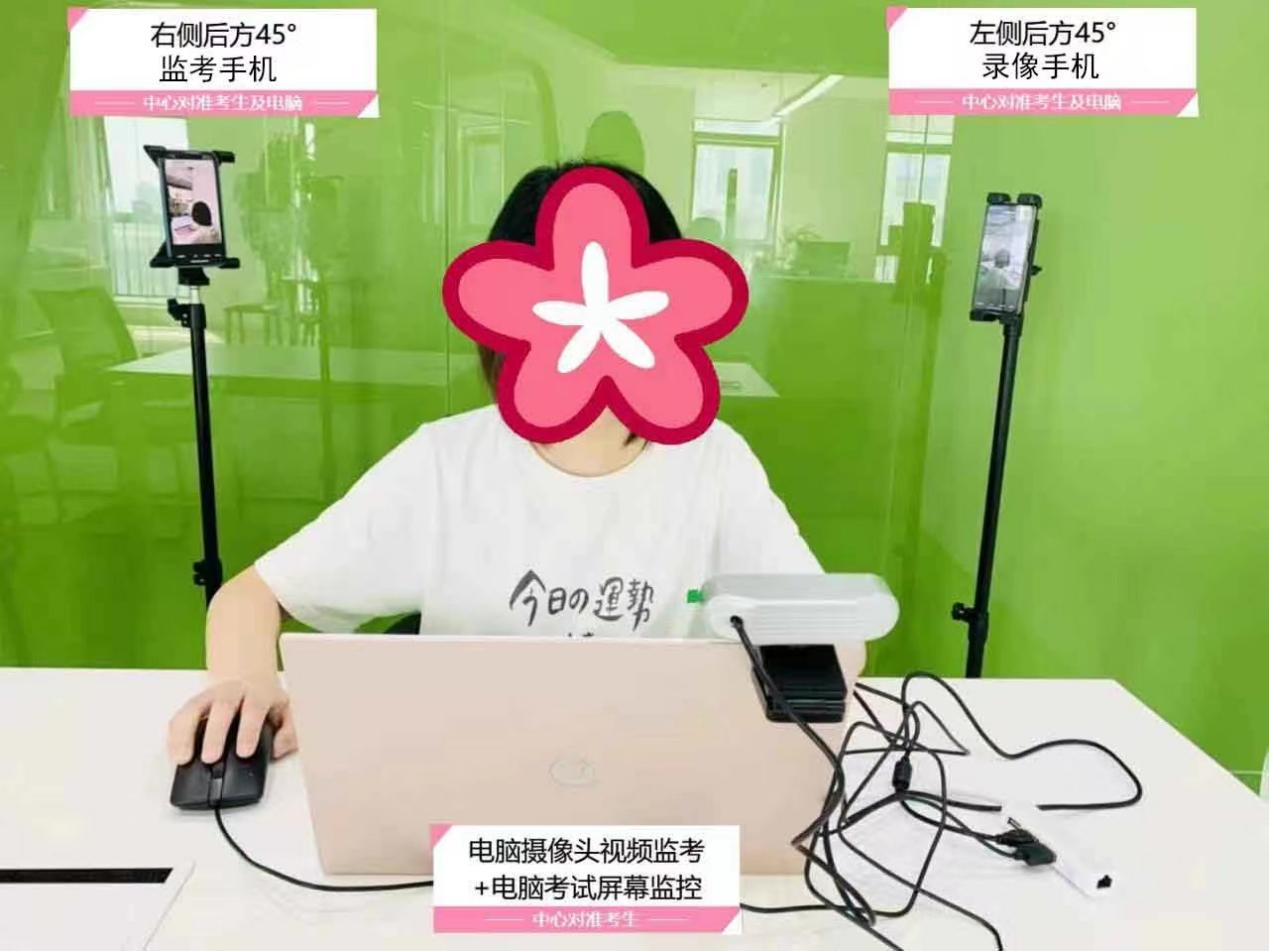 右侧后方45°
监考手机
中心对准考生及电脑
左侧后方45°
录像手机
中心对准考生及电脑
今日の運勢
电脑摄像头视频监考
+电脑考试屏幕监控
中心对准考生